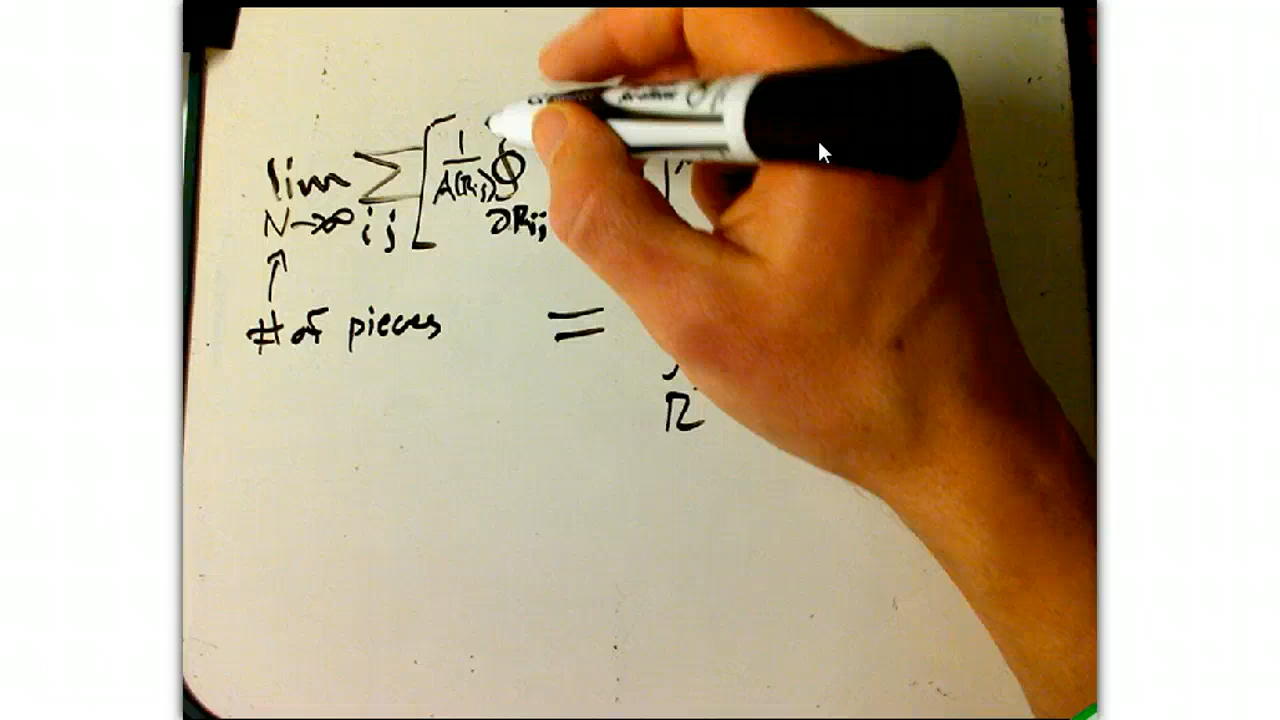 lim Σ [ 1/A(Rij) ∮
N→∞ i j ∂Rij
↑
# of pieces =
R